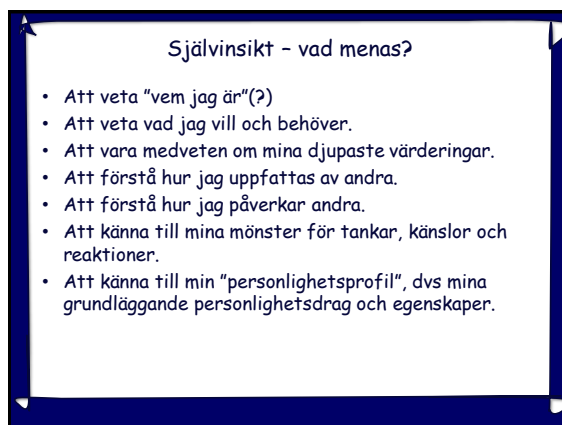 Självinsikt – vad menas?
• Att veta ”vem jag är”(?)
• Att veta vad jag vill och behöver.
• Att vara medveten om mina djupaste värderingar.
• Att förstå hur jag uppfattas av andra.
• Att förstå hur jag påverkar andra.
• Att känna till mina mönster för tankar, känslor och
reaktioner.
• Att känna till min ”personlighetsprofil”, dvs mina
grundläggande personlighetsdrag och egenskaper.